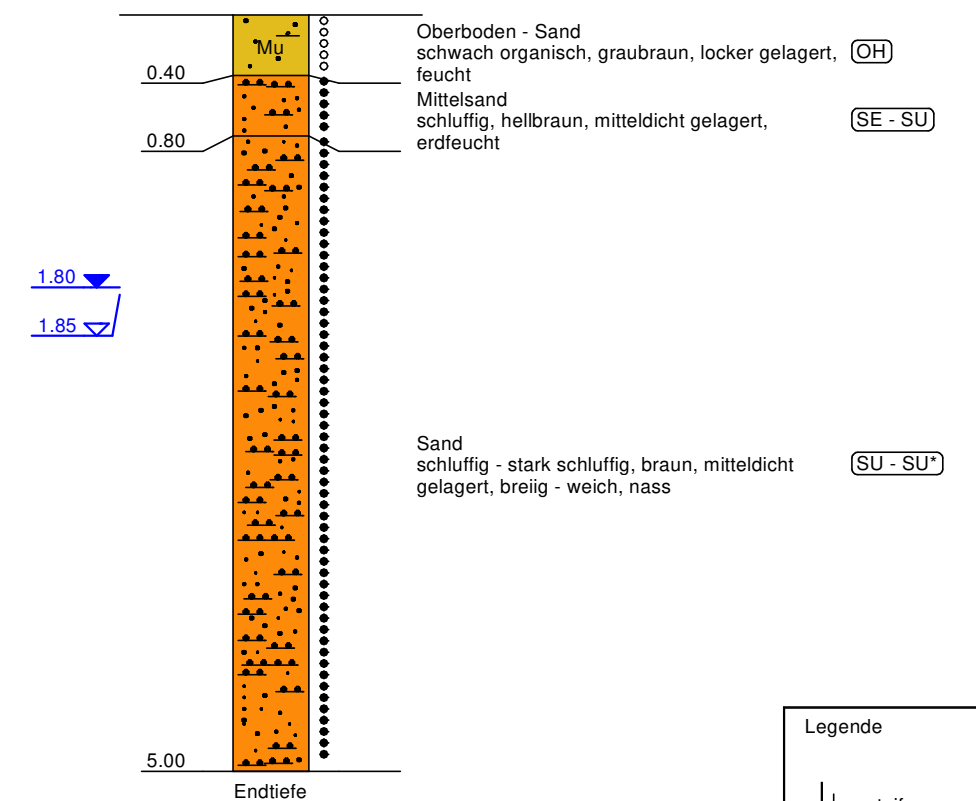 Mu
Oberboden - Sand
schwach organisch, graubraun, locker gelagert,
feucht
OH
0.40
Mittelsand
schluffig, hellbraun, mitteldicht gelagert,
erdfeucht
SE - SU
0.80
1.80
1.85
Sand
schluffig - stark schluffig, braun, mitteldicht
gelagert, breiig - weich, nass
SU - SU*
5.00
Endtiefe
Legende